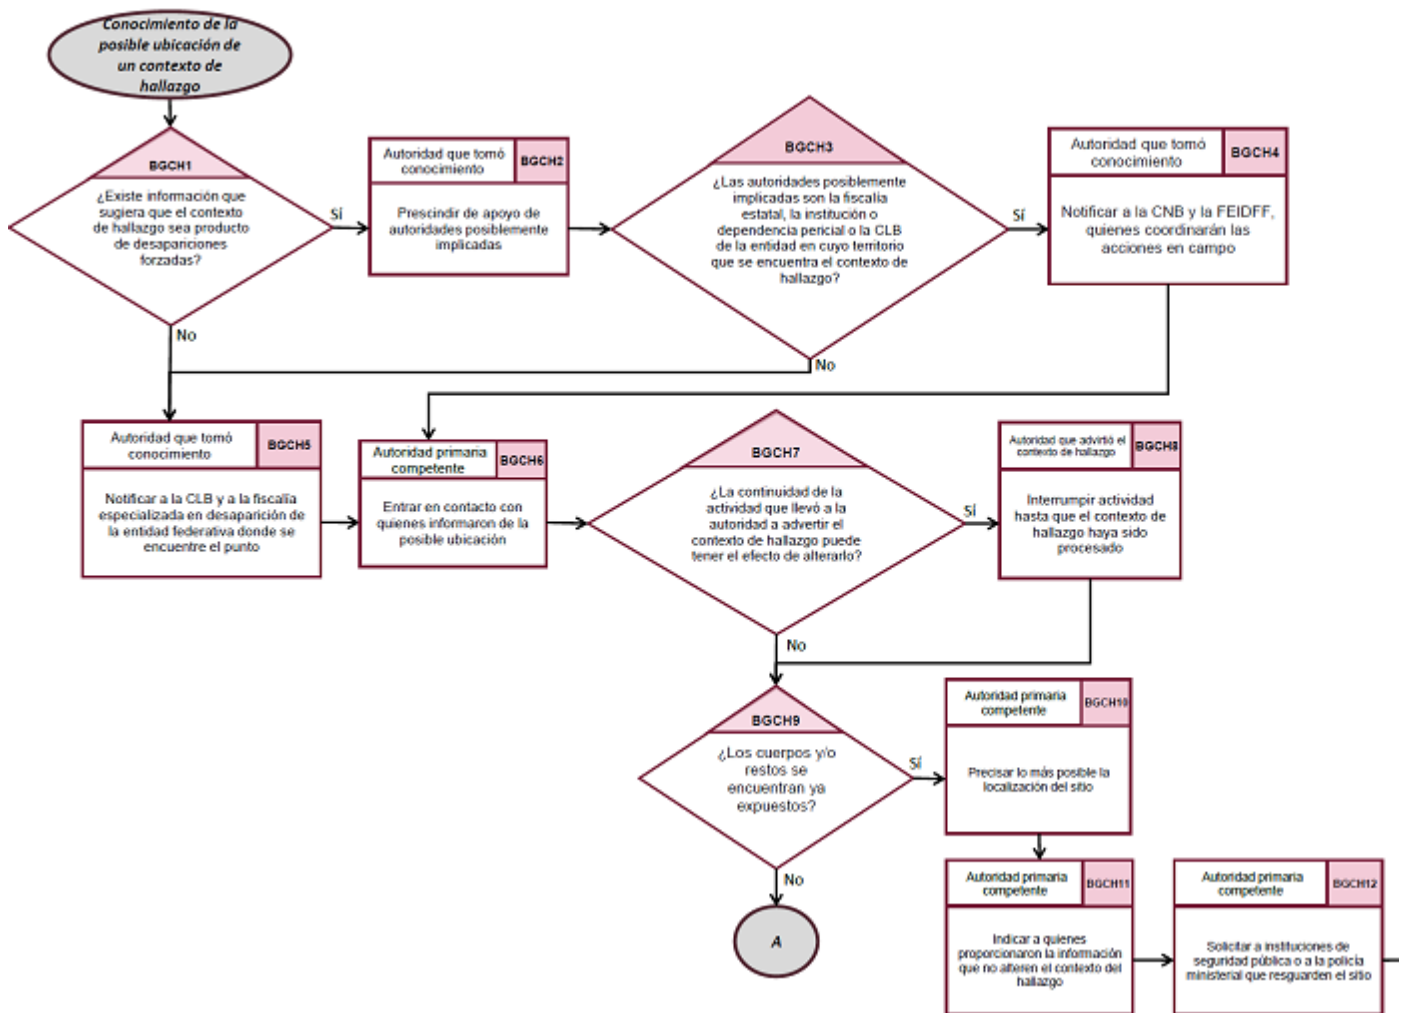 Conocimiento de la
posible ubicación de
un contexto de
hallazgo
BGCH1
¿Existe información que
sugiera que el contexto
de hallazgo sea producto
de desapariciones
forzadas?
Sí
No
Autoridad que tomó
conocimiento
BGCH2
Prescindir de apoyo de
autoridades posiblemente
implicadas
BGCH3
¿Las autoridades posiblemente
implicadas son la fiscalía
estatal, la institución o
dependencia pericial o la CLB
de la entidad en cuyo territorio
que se encuentra el contexto de
hallazgo?
Sí
No
Autoridad que tomó
conocimiento
BGCH4
Notificar a la CNB y la FEIDFF,
quienes coordinarán las
acciones en campo
Autoridad que tomó
conocimiento
BGCH5
Notificar a la CLB y a la fiscalía
especializada en desaparición de
la entidad federativa donde se
encuentre el punto
Autoridad primaria
competente
BGCH6
Entrar en contacto con
quienes informaron de la
posible ubicación
BGCH7
¿La continuidad de la
actividad que llevó a la
autoridad a advertir el
contexto de hallazgo puede
tener el efecto de alterarlo?
Sí
No
Autoridad que advirtió el
contexto de hallazgo
BGCH8
Interrumpir actividad
hasta que el contexto de
hallazgo haya sido
procesado
BGCH9
¿Los cuerpos y/o
restos se
encuentran ya
expuestos?
Sí
No
Autoridad primaria
competente
BGCH10
Precisar lo más posible la
localización del sitio
A
Autoridad primaria
competente
BGCH11
Indicar a quienes
proporcionaron la información
que no alteren el contexto del
hallazgo
Autoridad primaria
competente
BGCH12
Solicitar a instituciones de
seguridad pública o a la policía
ministerial que resguarden el sitio